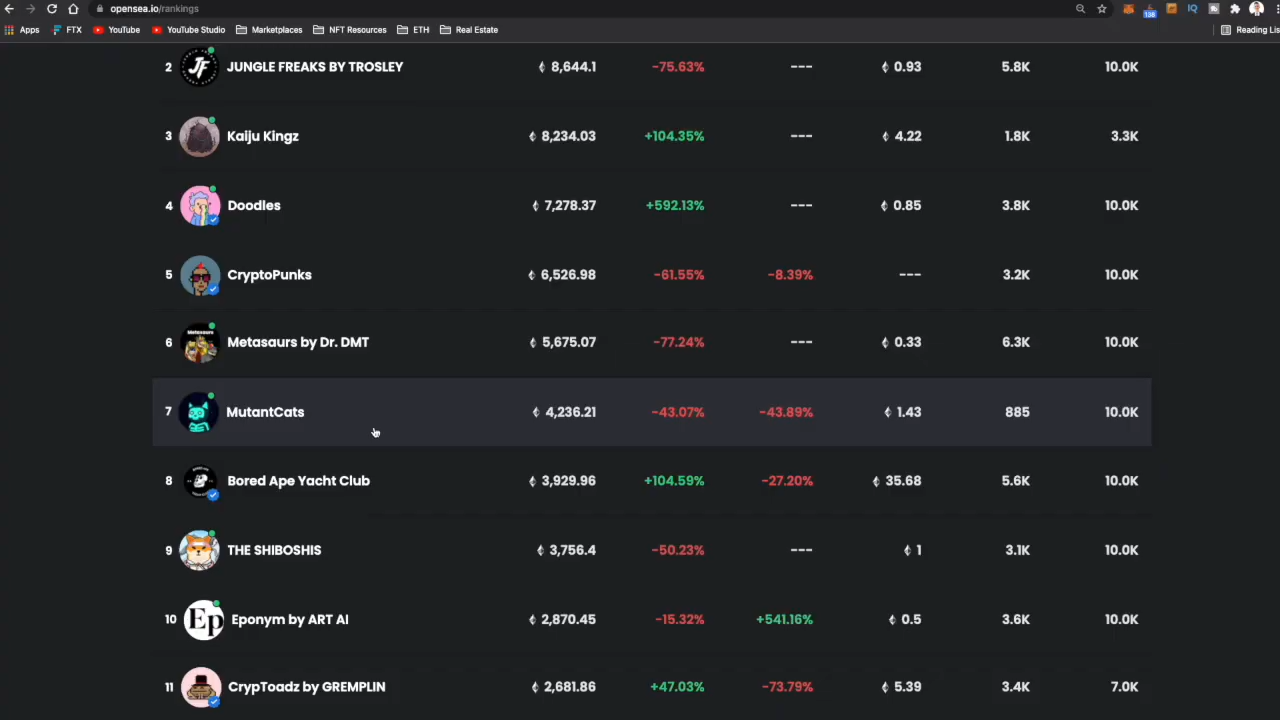 opensea.io/rankings
108
Apps FTX YouTube YouTube Studio Marketplaces NFT Resources ETH Real Estate Reading Lis
2 JF JUNGLE FREAKS BY TROSLEY 8,644.1 -75.63% --- 0.93 5.8K 10.0K
3 Kaiju Kingz 8,234.03 +104.35% --- 4.22 1.8K 3.3K
4 Doodles 7,278.37 +592.13% --- 0.85 3.8K 10.0K
5 CryptoPunks 6,526.98 -61.55% -8.39% --- 3.2K 10.0K
6 Metasaurs Metasaurs by Dr. DMT 5,675.07 -77.24% --- 0.33 6.3K 10.0K
7 MutantCats 4,236.21 -43.07% -43.89% 1.43 885 10.0K
8 Bored Ape Yacht Club 3,929.96 +104.59% -27.20% 35.68 5.6K 10.0K
9 THE SHIBOSHIS 3,756.4 -50.23% --- 1 3.1K 10.0K
10 Ep Eponym by ART AI 2,870.45 -15.32% +541.16% 0.5 3.6K 10.0K
11 CrypToadz by GREMPLIN 2,681.86 +47.03% -73.79% 5.39 3.4K 7.0K